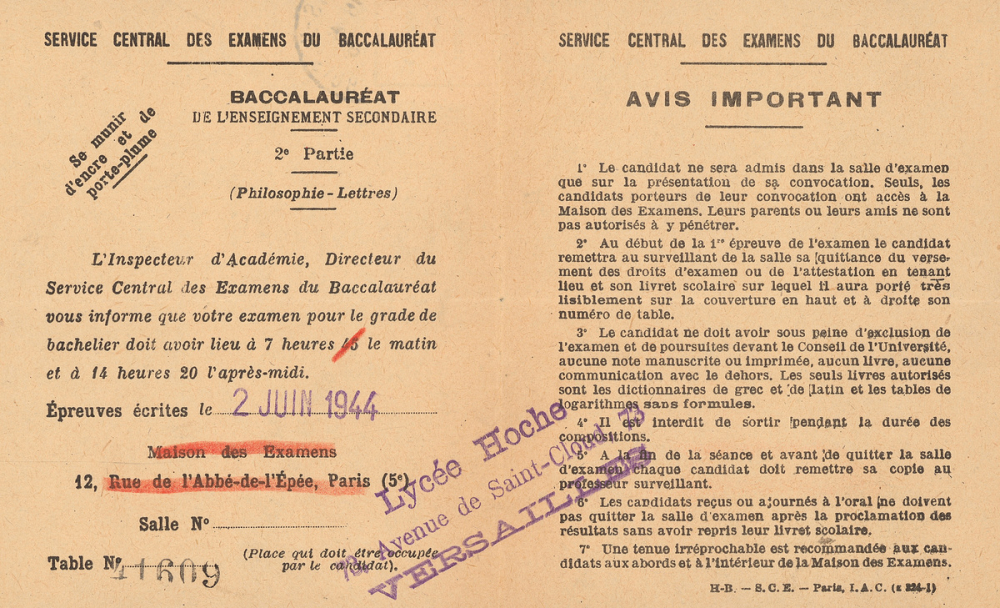 SERVICE CENTRAL DES EXAMENS DU BACCALAURÉAT
Se munir
d'encre et de
porte-plume
BACCALAURÉAT
DE L'ENSEIGNEMENT SECONDAIRE
2e Partie
(Philosophie-Lettres)
L'Inspecteur d'Académie, Directeur du
Service Central des Examens du Baccalauréat
vous informe que votre examen pour le grade de
bachelier doit avoir lieu à 7 heures 45 le matin
et à 14 heures 20 l'après-midi.
Épreuves écrites le 2 JUIN 1944
Maison des Examens
12, Rue de l'Abbé-de-l'Épée, Paris (5e)
Salle N°
Table N° 41609
(Place qui doit être occupée
par le candidat).
Lycée Hoche
73, Avenue de Saint-Cloud, 73
VERSAILLES
SERVICE CENTRAL DES EXAMENS DU BACCALAURÉAT
AVIS IMPORTANT
1° Le candidat ne sera admis dans la salle d'examen
que sur la présentation de sa convocation. Seuls, les
candidats porteurs de leur convocation ont accès à la
Maison des Examens. Leurs parents ou leurs amis ne sont
pas autorisés à y pénétrer.
2° Au début de la 1re épreuve de l'examen le candidat
remettra au surveillant de la salle sa quittance du verse-
ment des droits d'examen ou de l'attestation en tenant
lieu et son livret scolaire sur lequel il aura porté très
lisiblement sur la couverture en haut et à droite son
numéro de table.
3° Le candidat ne doit avoir sous peine d'exclusion de
l'examen et de poursuites devant le Conseil de l'Université,
aucune note manuscrite ou imprimée, aucun livre, aucune
communication avec le dehors. Les seuls livres autorisés
sont les dictionnaires de grec et de latin et les tables de
logarithmes sans formules.
4° Il est interdit de sortir pendant la durée des
compositions.
5° A la fin de la séance et avant de quitter la salle
d'examen chaque candidat doit remettre sa copie au
professeur surveillant.
6° Les candidats reçus ou ajournés à l'oral ne doivent
pas quitter la salle d'examen après la proclamation des
résultats sans avoir repris leur livret scolaire.
7° Une tenue irréprochable est recommandée aux can-
didats aux abords et à l'intérieur de la Maison des Examens.
H-B. — S.C.E. — Paris, I.A.C.